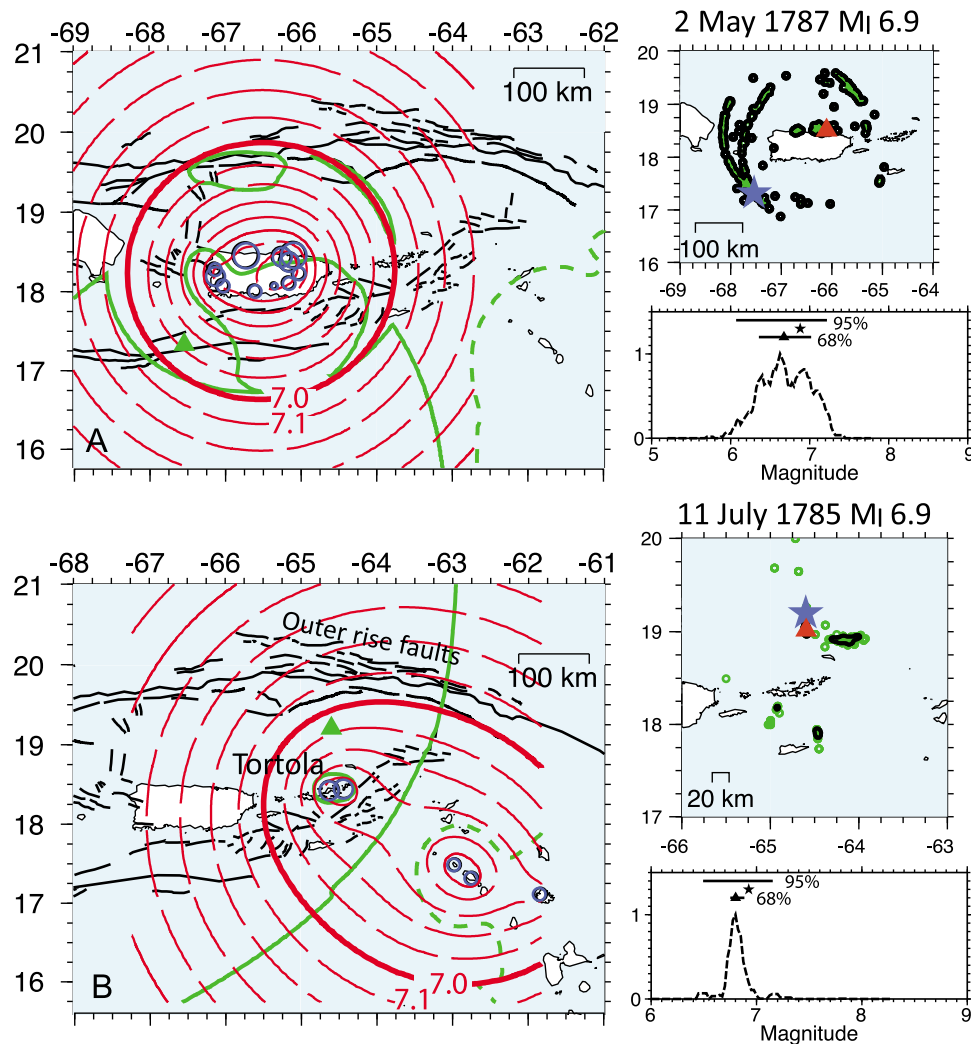 2 May 1787 Ml 6.9
-69 -68 -67 -66 -65 -64 -63 -62
21
20
19
18
17
16
100 km
7.0
7.1
A
20
19
18
17
16
100 km
-69 -68 -67 -66 -65 -64
95%
68%
1
0
5 6 7 8 9
Magnitude
11 July 1785 Ml 6.9
-68 -67 -66 -65 -64 -63 -62 -61
21
20
19
18
17
16
Outer rise faults
100 km
Tortola
7.0
7.1
B
20
19
18
17
20 km
-66 -65 -64 -63
95%
68%
1
0
6 7 8 9
Magnitude